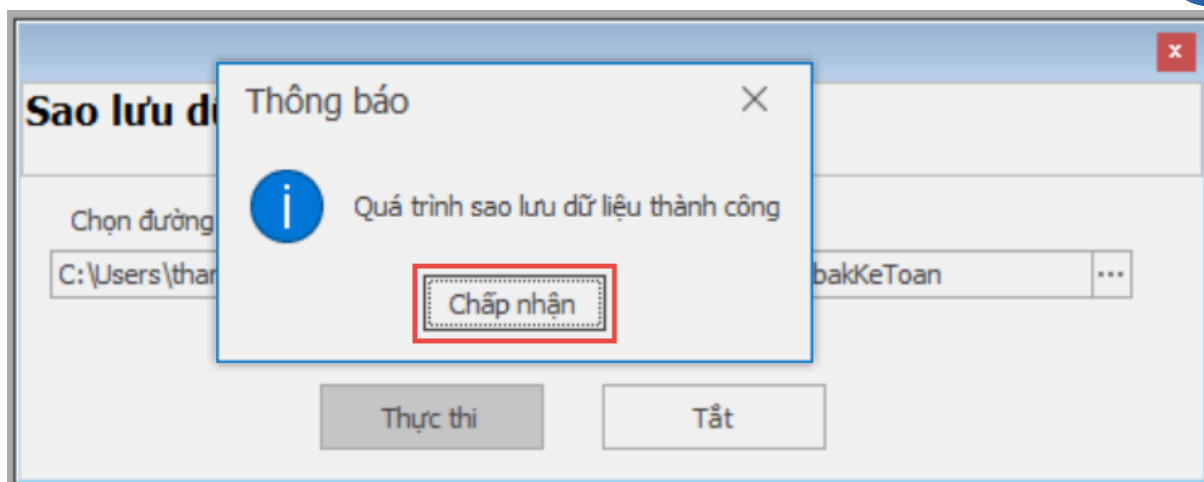 Sao lưu dữ
Thông báo
Quá trình sao lưu dữ liệu thành công
Chấp nhận
Chọn đường
C:\Users\than
bakKeToan
...
Thực thi
Tắt